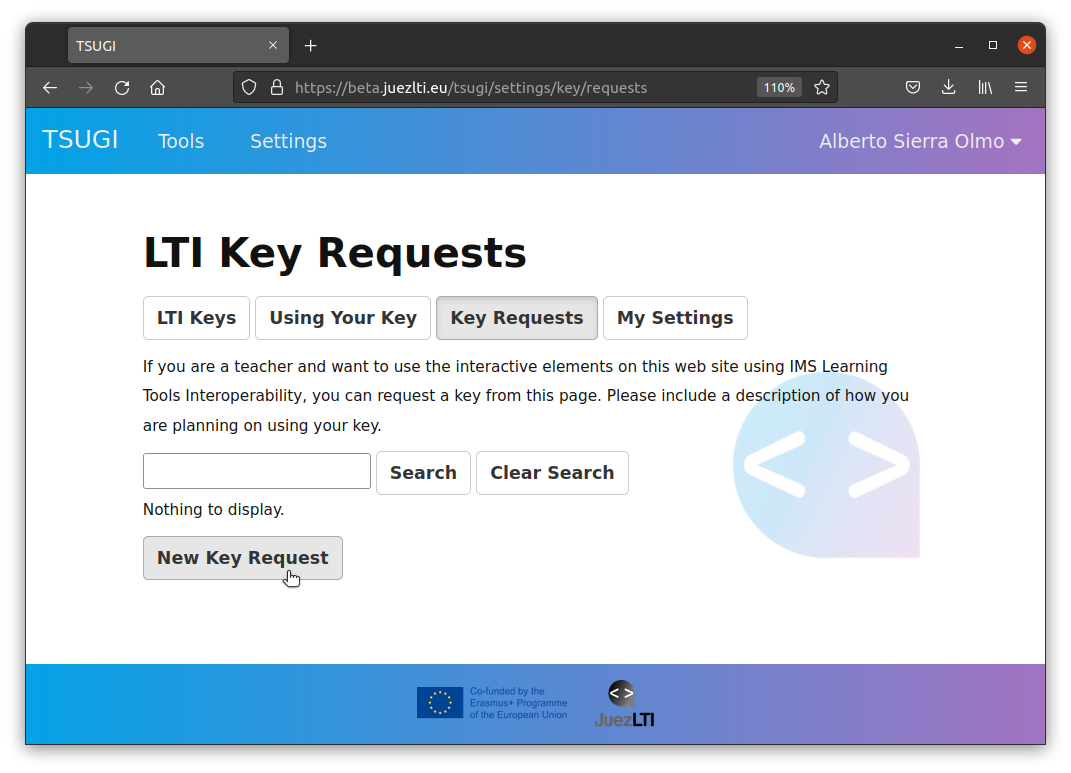 TSUGI
https://beta.juezlti.eu/tsugi/settings/key/requests
110%
TSUGI Tools Settings Alberto Sierra Olmo
LTI Key Requests
LTI Keys Using Your Key Key Requests My Settings
If you are a teacher and want to use the interactive elements on this web site using IMS Learning
Tools Interoperability, you can request a key from this page. Please include a description of how you
are planning on using your key.
Search Clear Search
Nothing to display.
New Key Request
Co-funded by the
Erasmus+ Programme
of the European Union
JuezLTI